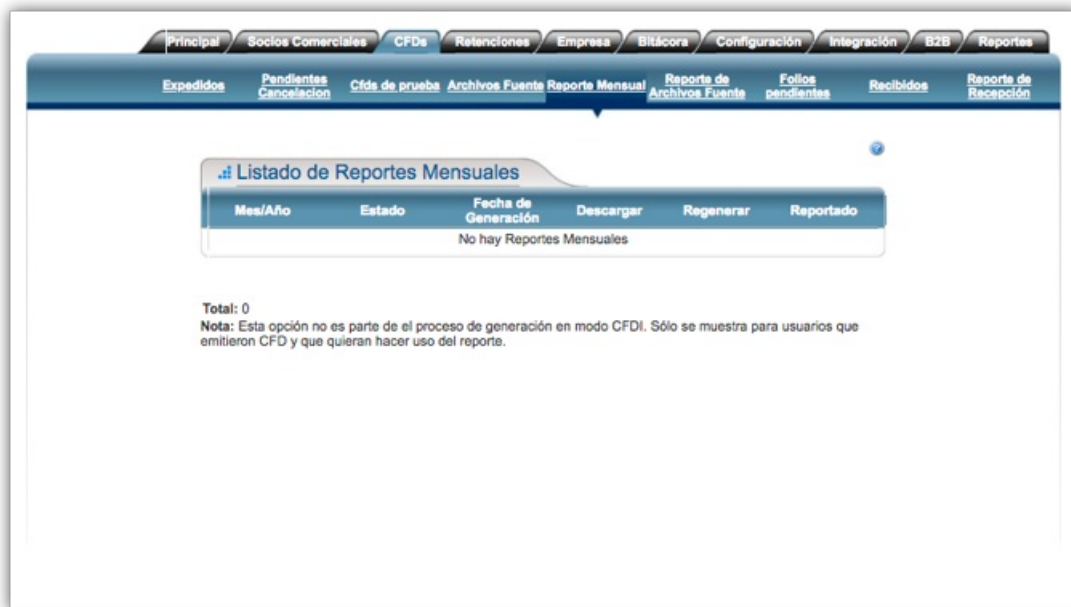 Principal Socios Comerciales CFDs Retenciones Empresa Bitácora Configuración Integración B2B Reportes
Expedidos Pendientes Cancelacion Cfds de prueba Archivos Fuente Reporte Mensual Reporte de Archivos Fuente Folios pendientes Recibidos Reporte de Recepción
Listado de Reportes Mensuales
Mes/Año Estado Fecha de Generación Descargar Regenerar Reportado
No hay Reportes Mensuales
Total: 0
Nota: Esta opción no es parte de el proceso de generación en modo CFDI. Sólo se muestra para usuarios que
emitieron CFD y que quieran hacer uso del reporte.